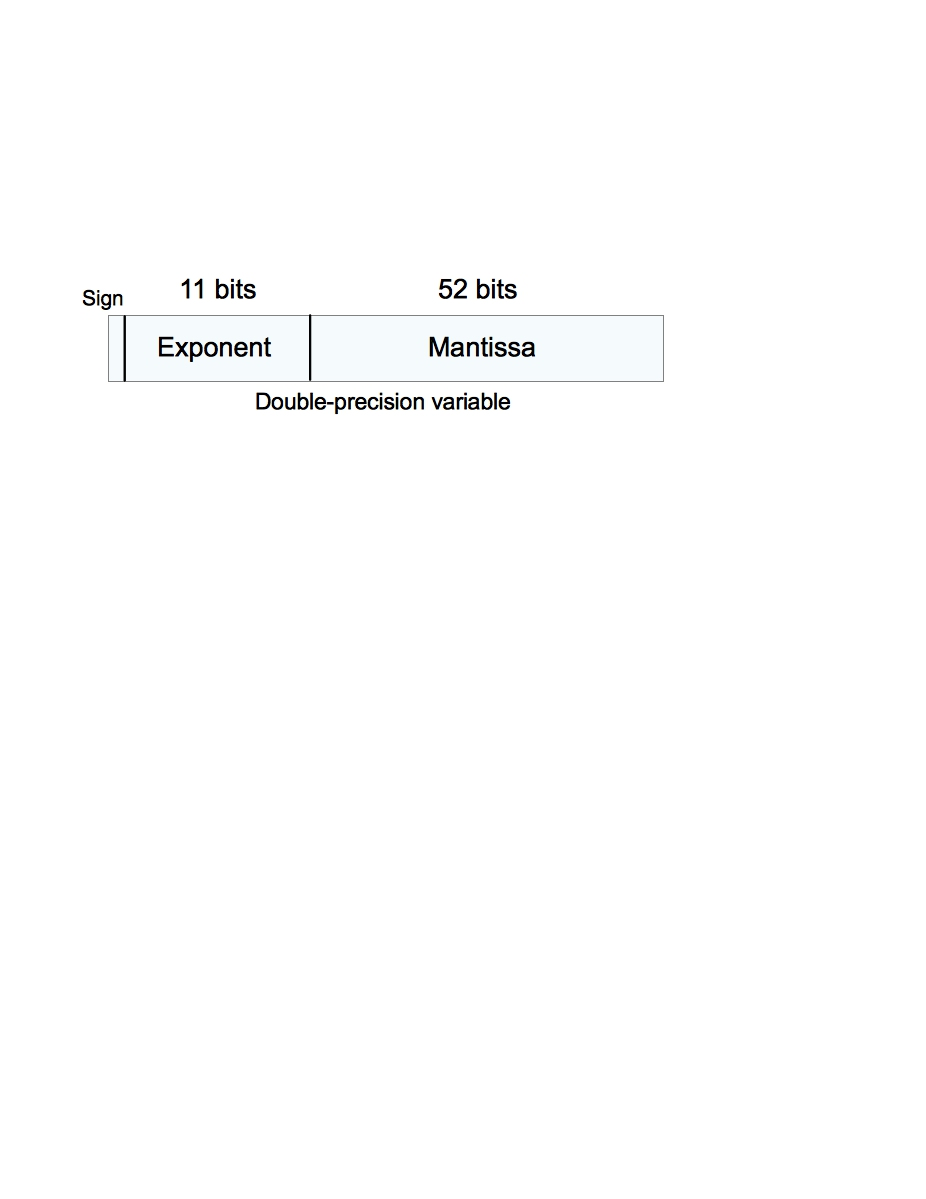 Sign
11 bits
52 bits
Exponent
Mantissa
Double-precision variable